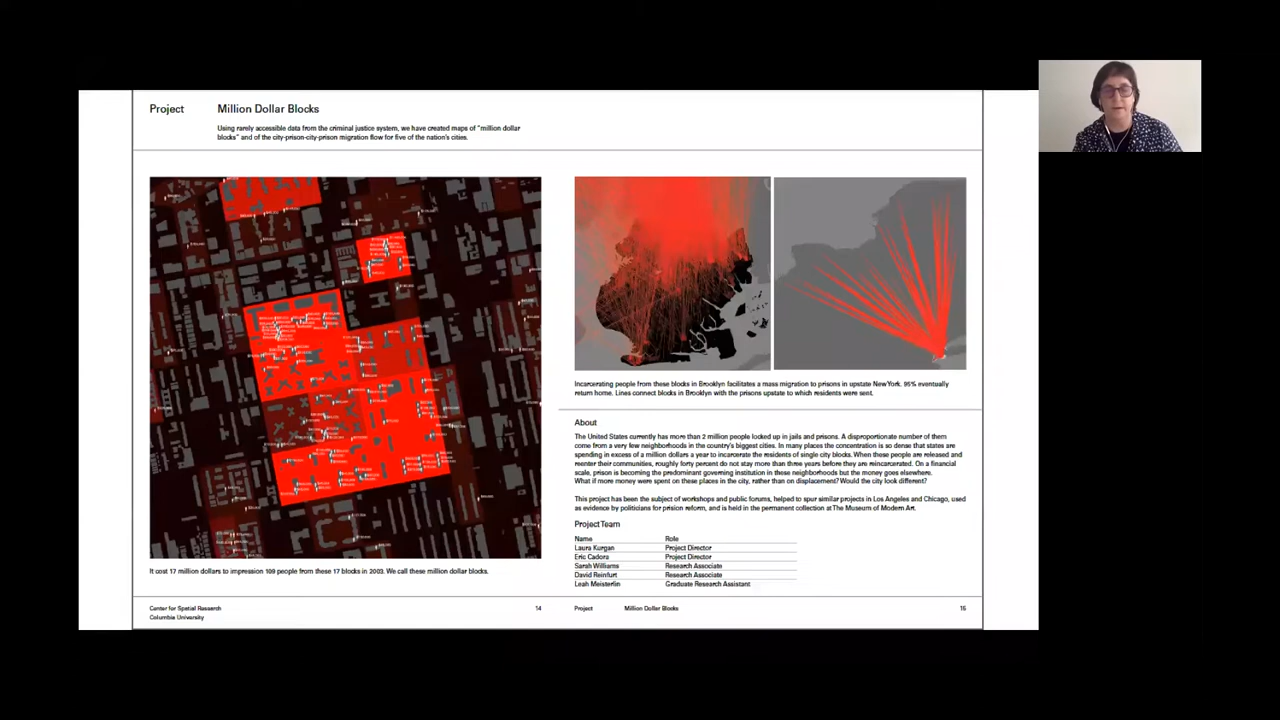 Project
Million Dollar Blocks
Using rarely accessible data from the criminal justice system, we have created maps of "million dollar
blocks" and of the city-prison-city-prison migration flow for five of the nation's cities.
It cost 17 million dollars to impression 109 people from these 17 blocks in 2003. We call these million dollar blocks.
Incarcerating people from these blocks in Brooklyn facilitates a mass migration to prisons in upstate New York. 95% eventually
return home. Lines connect blocks in Brooklyn with the prisons upstate to which residents were sent.
About
The United States currently has more than 2 million people locked up in jails and prisons. A disproportionate number of them
come from a very few neighborhoods in the country's biggest cities. In many places the concentration is so dense that states are
spending in excess of a million dollars a year to incarcerate the residents of single city blocks. When these people are released and
reenter their communities, roughly forty percent do not stay more than three years before they are reincarcerated. On a financial
scale, prison is becoming the predominant governing institution in these neighborhoods but the money goes elsewhere.
What if more money were spent on these places in the city, rather than on displacement? Would the city look different?
This project has been the subject of workshops and public forums, helped to spur similar projects in Los Angeles and Chicago, used
as evidence by politicians for prision reform, and is held in the permanent collection at The Museum of Modern Art.
Project Team
Name Role
Laura Kurgan Project Director
Eric Cadora Project Director
Sarah Williams Research Associate
David Reinfurt Research Associate
Leah Meisterlin Graduate Research Assistant
Center for Spatial Research
Columbia University
14
Project Million Dollar Blocks
15